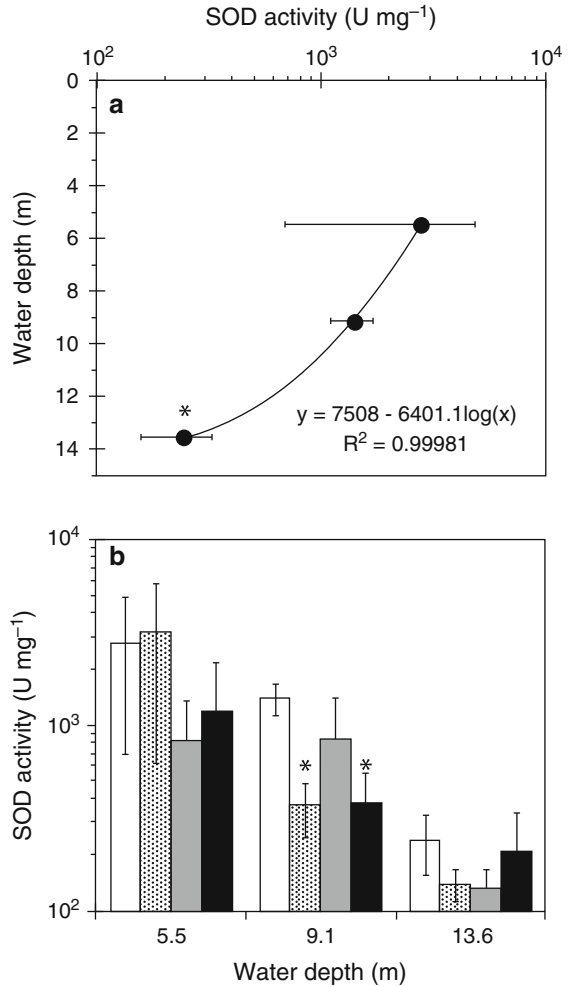 SOD activity (U mg⁻¹)
10² 10³ 10⁴
a
Water depth (m)
0
2
4
6
8
10
12
14
*
y = 7508 - 6401.1log(x)
R² = 0.99981
b
SOD activity (U mg⁻¹)
10⁴
10³
10²
* *
5.5 9.1 13.6
Water depth (m)